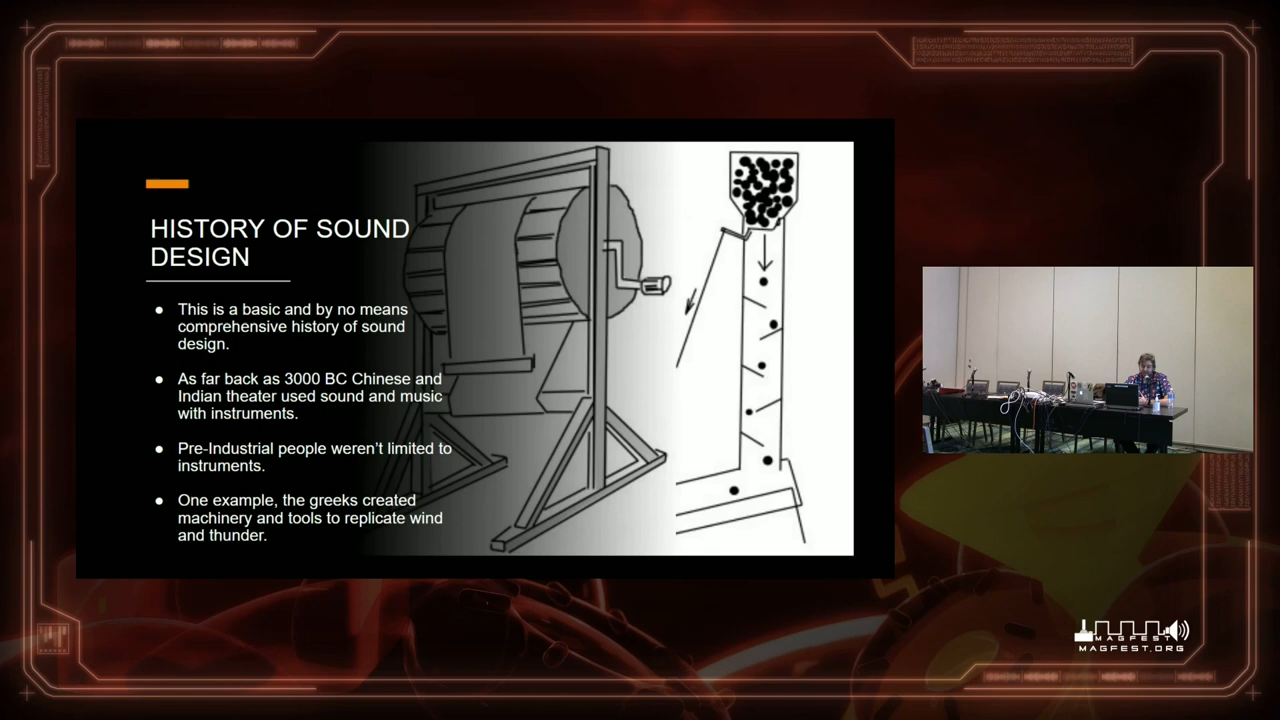 HISTORY OF SOUND
DESIGN
● This is a basic and by no means
comprehensive history of sound
design.
● As far back as 3000 BC Chinese and
Indian theater used sound and music
with instruments.
● Pre-Industrial people weren't limited to
instruments.
● One example, the greeks created
machinery and tools to replicate wind
and thunder.
MAGFEST
MAGFEST.ORG